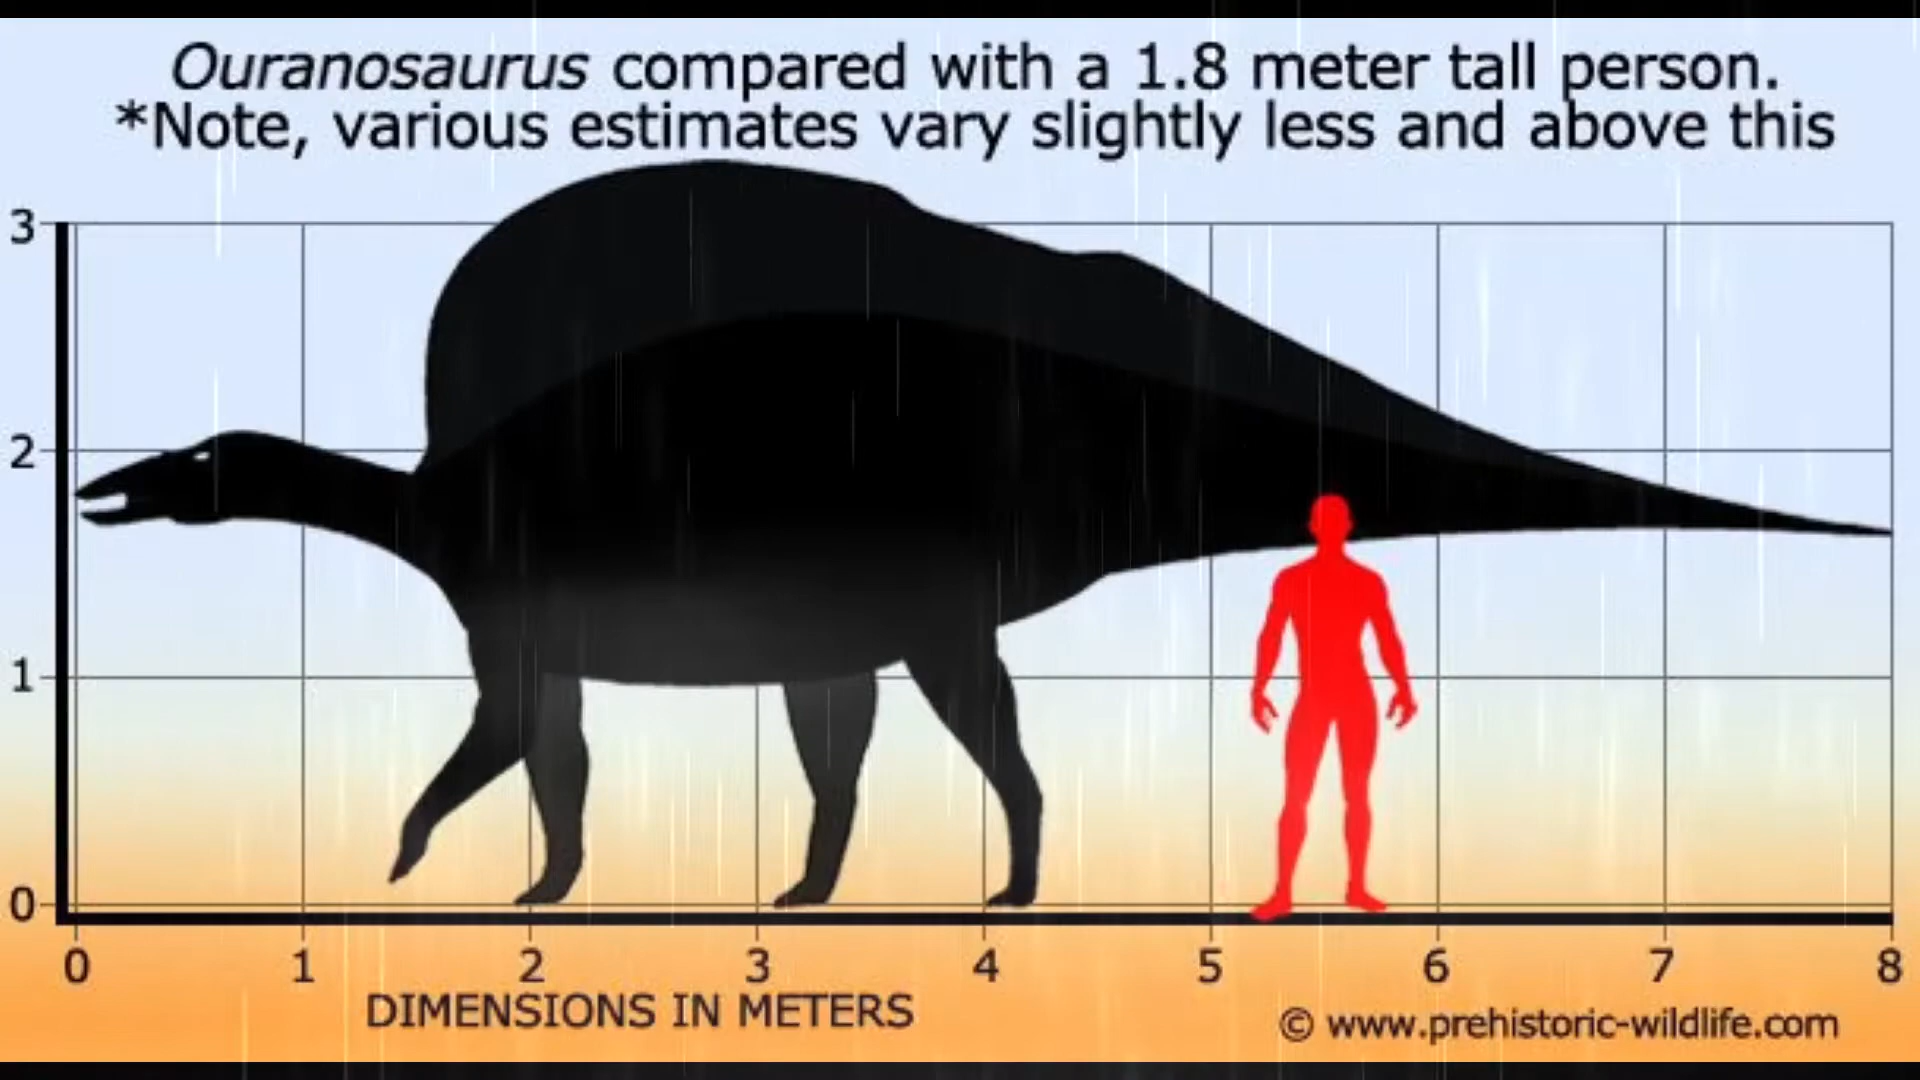 Ouranosaurus compared with a 1.8 meter tall person.
*Note, various estimates vary slightly less and above this
3
2
1
0
0 1 2 3 4 5 6 7 8
DIMENSIONS IN METERS
© www.prehistoric-wildlife.com